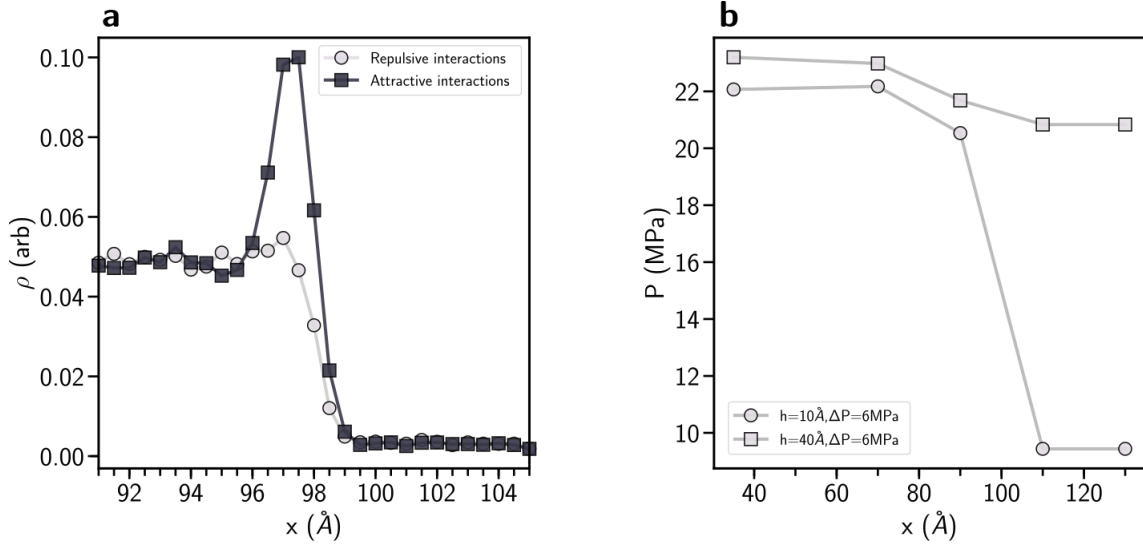 a
b
0.10
0.08
0.06
0.04
0.02
0.00
ρ (arb)
Repulsive interactions
Attractive interactions
92 94 96 98 100 102 104
x (Å)
22
20
18
16
14
12
10
P (MPa)
h=10Å,ΔP=6MPa
h=40Å,ΔP=6MPa
40 60 80 100 120
x (Å)